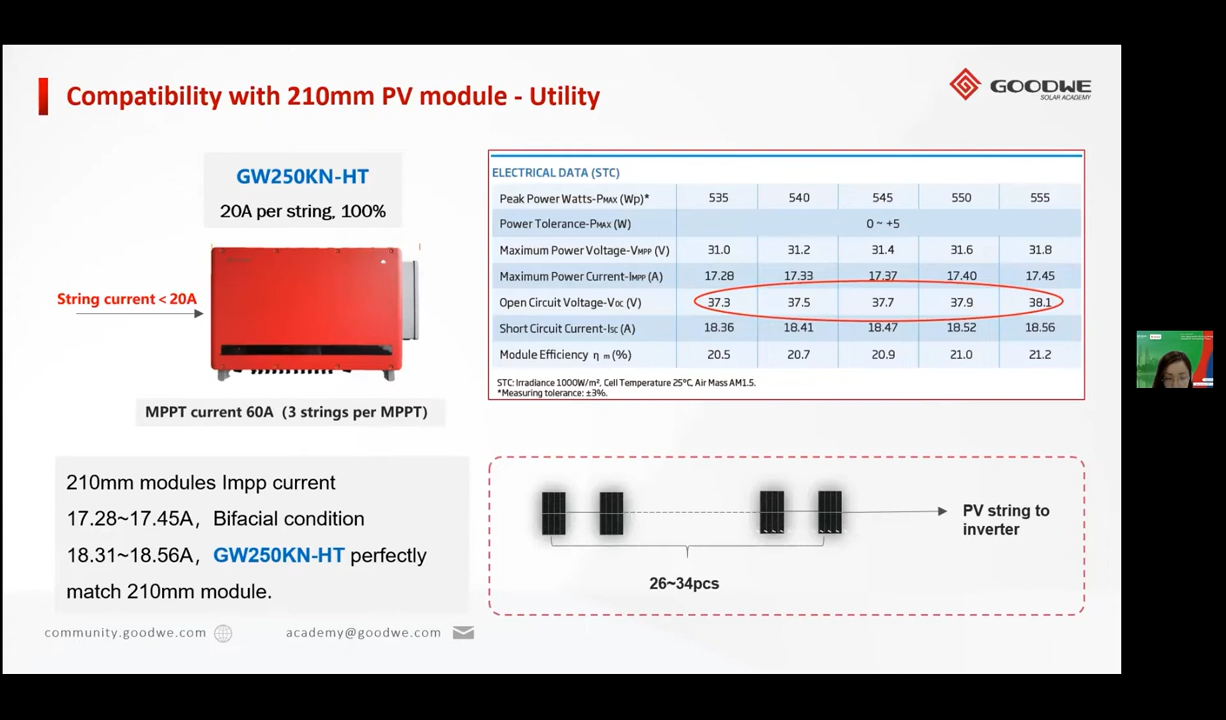 Compatibility with 210mm PV module - Utility
GOODWE
SOLAR ACADEMY
GW250KN-HT
20A per string, 100%
String current < 20A
MPPT current 60A (3 strings per MPPT)
ELECTRICAL DATA (STC)
Peak Power Watts-PMAX (Wp)* 535 540 545 550 555
Power Tolerance-PMAX (W) 0 ~ +5
Maximum Power Voltage-VMPP (V) 31.0 31.2 31.4 31.6 31.8
Maximum Power Current-IMPP (A) 17.28 17.33 17.37 17.40 17.45
Open Circuit Voltage-VOC (V) 37.3 37.5 37.7 37.9 38.1
Short Circuit Current-ISC (A) 18.36 18.41 18.47 18.52 18.56
Module Efficiency η m (%) 20.5 20.7 20.9 21.0 21.2
STC: Irradiance 1000W/m², Cell Temperature 25°C, Air Mass AM1.5.
*Measuring tolerance: ±3%.
210mm modules Impp current
17.28~17.45A, Bifacial condition
18.31~18.56A, GW250KN-HT perfectly
match 210mm module.
PV string to
inverter
26~34pcs
community.goodwe.com
academy@goodwe.com